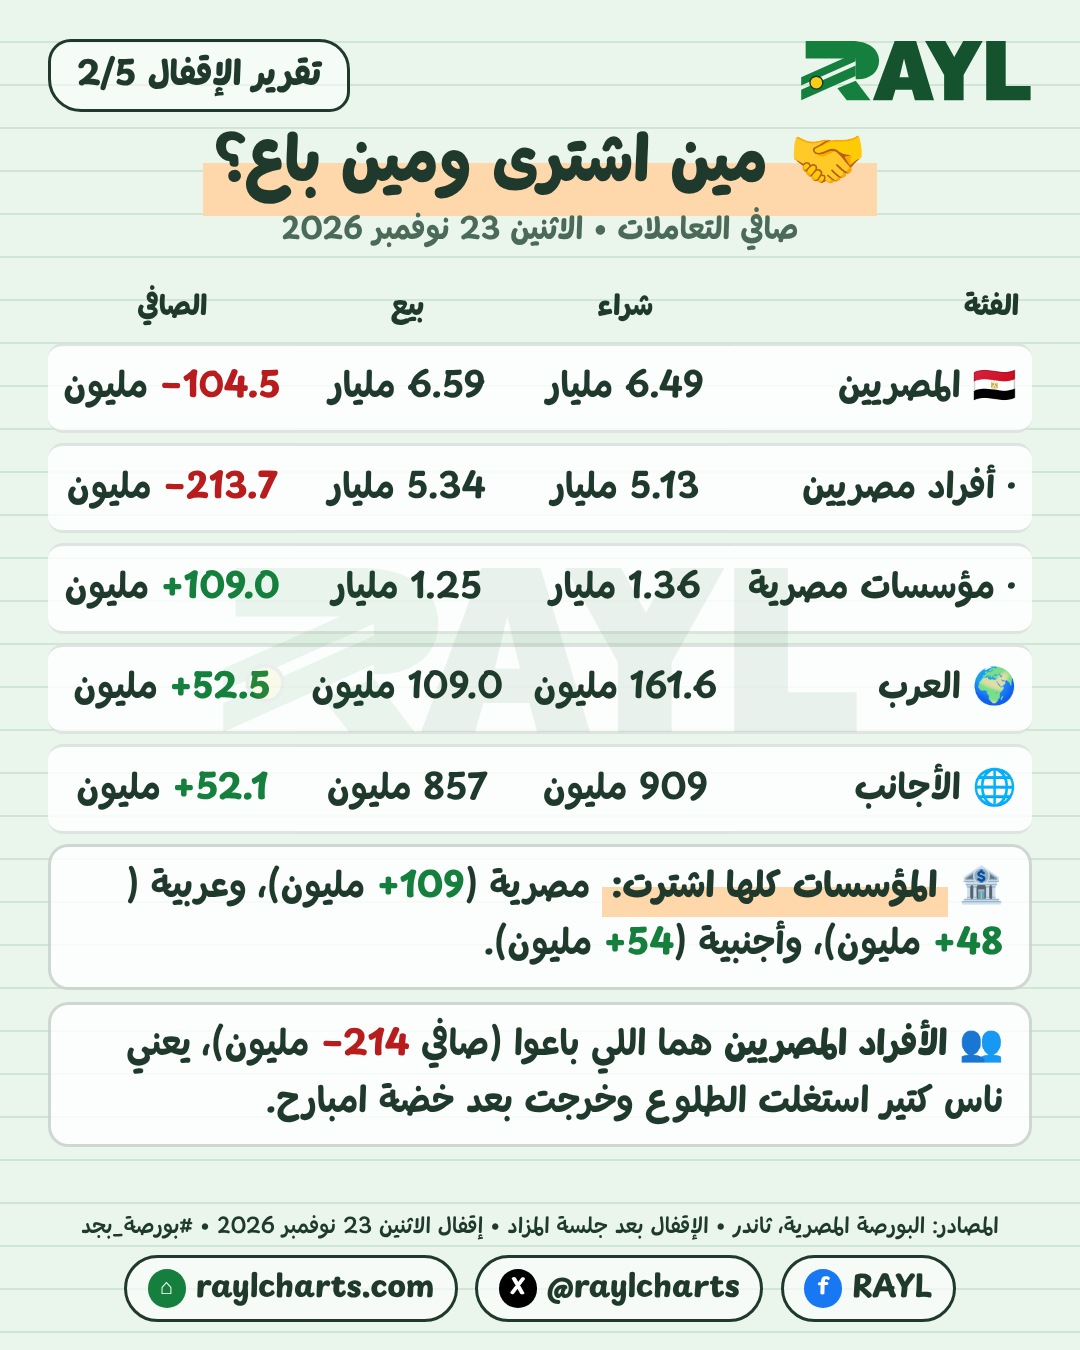 RAYL
تقرير الإقفال 2/5
🤝 مين اشترى ومين باع؟
صافي التعاملات • الاثنين 23 نوفمبر 2026
الفئة شراء بيع الصافي
🇪🇬 المصريين 6.49 مليار 6.59 مليار −104.5 مليون
· أفراد مصريين 5.13 مليار 5.34 مليار −213.7 مليون
· مؤسسات مصرية 1.36 مليار 1.25 مليار +109.0 مليون
🌍 العرب 161.6 مليون 109.0 مليون +52.5 مليون
🌐 الأجانب 909 مليون 857 مليون +52.1 مليون
🏦 المؤسسات كلها اشترت: مصرية (+109 مليون)، وعربية (
+48 مليون)، وأجنبية (+54 مليون).
👥 الأفراد المصريين هما اللي باعوا (صافي −214 مليون)، يعني
ناس كتير استغلت الطلوع وخرجت بعد خضة امبارح.
المصادر: البورصة المصرية، ثاندر • الإقفال بعد جلسة المزاد • إقفال الاثنين 23 نوفمبر 2026 • #بورصة_بجد
raylcharts.com
@raylcharts
RAYL